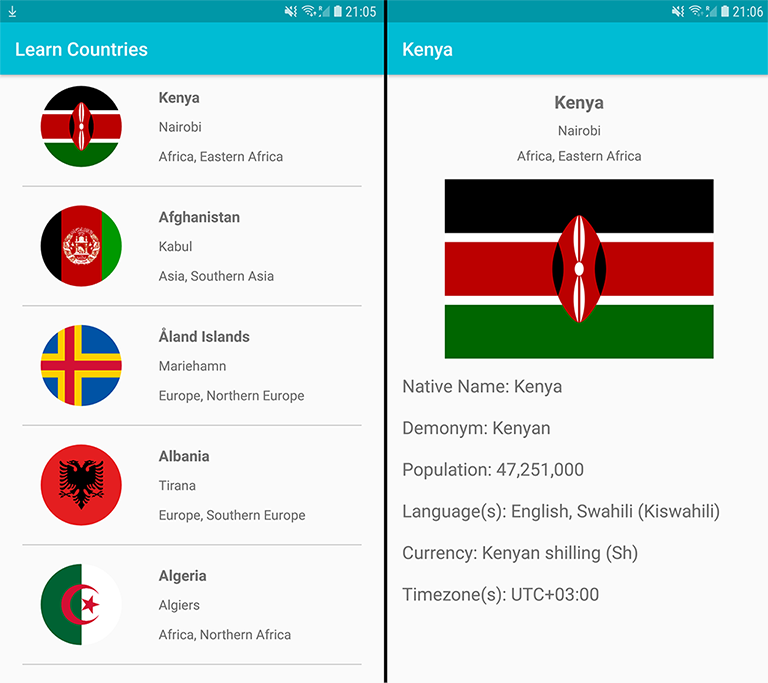 21:05
Learn Countries
Kenya
Nairobi
Africa, Eastern Africa
Afghanistan
Kabul
Asia, Southern Asia
Åland Islands
Mariehamn
Europe, Northern Europe
Albania
Tirana
Europe, Southern Europe
Algeria
Algiers
Africa, Northern Africa
21:06
Kenya
Kenya
Nairobi
Africa, Eastern Africa
Native Name: Kenya
Demonym: Kenyan
Population: 47,251,000
Language(s): English, Swahili (Kiswahili)
Currency: Kenyan shilling (Sh)
Timezone(s): UTC+03:00